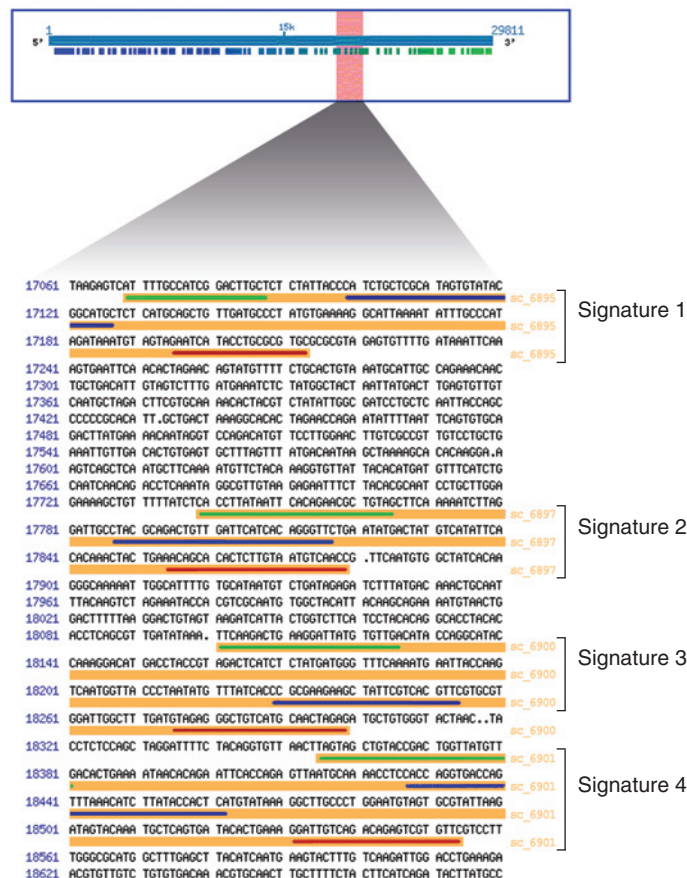 1 15k 29811
5' 3'
17061 TAAGAGTCAT TTTGCCATCG GACTTGCTCT CTATTACCCA TCTGCTCGCA TAGTGTATAC
sc_6895
Signature 1
17121 GGCATGCTCT CATGCAGCTG TTGATGCCCT ATGTGAAAAG GCATTAAAAT ATTTGCCCAT
sc_6895
17181 AGATAAATGT AGTAGAATCA TACCTGCGCG TGCGCGCGTA GAGTGTTTTG ATAAATTCAA
sc_6895
17241 AGTGAATTCA ACACTAGAAC AGTATGTTTT CTGCACTGTA AATGCATTGC CAGAAACAAC
17301 TGCTGACATT GTAGTCTTTG ATGAAATCTC TATGGCTACT AATTATGACT TGAGTGTTGT
17361 CAATGCTAGA CTTCGTGCAA AACACTACGT CTATATTGGC GATCCTGCTC AATTACCAGC
17421 CCCCCGCACA TT.GCTGACT AAAGGCACAC TAGAACCAGA ATATTTTAAT TCAGTGTGCA
17481 GACTTATGAA AACAATAGGT CCAGACATGT TCCTTGGAAC TTGTCGCCGT TGTCCTGCTG
17541 AAATTGTTGA CACTGTGAGT GCTTTAGTTT ATGACAATAA GCTAAAAGCA CACAAGGA.A
17601 AGTCAGCTCA ATGCTTCAAA ATGTTCTACA AAGGTGTTAT TACACATGAT GTTTCATCTG
17661 CAATCAACAG ACCTCAAATA GGCGTTGTAA GAGAATTTCT TACACGCAAT CCTGCTTGGA
17721 GAAAAGCTGT TTTTATCTCA CCTTATAATT CACAGAACGC TGTAGCTTCA AAAATCTTAG
sc_6897
Signature 2
17781 GATTGCCTAC GCAGACTGTT GATTCATCAC AGGGTTCTGA ATATGACTAT GTCATATTCA
sc_6897
17841 CACAAACTAC TGAAACAGCA CACTCTTGTA ATGTCAACCG .TTCAATGTG GCTATCACAA
sc_6897
17901 GGGCAAAAAT TGGCATTTTG TGCATAATGT CTGATAGAGA TCTTTATGAC AAACTGCAAT
17961 TTACAAGTCT AGAAATACCA CGTCGCAATG TGGCTACATT ACAAGCAGAA AATGTAACTG
18021 GACTTTTTAA GGACTGTAGT AAGATCATTA CTGGTCTTCA TCCTACACAG GCACCTACAC
18081 ACCTCAGCGT TGATATAAA. TTCAAGACTG AAGGATTATG TGTTGACATA CCAGGCATAC
sc_6900
Signature 3
18141 CAAAGGACAT GACCTACCGT AGACTCATCT CTATGATGGG TTTCAAAATG AATTACCAAG
sc_6900
18201 TCAATGGTTA CCCTAATATG TTTATCACCC GCGAAGAAGC TATTCGTCAC GTTCGTGCGT
sc_6900
18261 GGATTGGCTT TGATGTAGAG GGCTGTCATG CAACTAGAGA TGCTGTGGGT ACTAAC..TA
sc_6900
18321 CCTCTCCAGC TAGGATTTTC TACAGGTGTT AACTTAGTAG CTGTACCGAC TGGTTATGTT
sc_6901
Signature 4
18381 GACACTGAAA ATAACACAGA ATTCACCAGA GTTAATGCAA AACCTCCACC AGGTGACCAG
sc_6901
18441 TTTAAACATC TTATACCACT CATGTATAAA GGCTTGCCCT GGAATGTAGT GCGTATTAAG
sc_6901
18501 ATAGTACAAA TGCTCAGTGA TACACTGAAA GGATTGTCAG ACAGAGTCGT GTTCGTCCTT
sc_6901
18561 TGGGCGCATG GCTTTGAGCT TACATCAATG AAGTACTTTG TCAAGATTGG ACCTGAAAGA
18621 ACGTGTTGTC TGTGTGACAA ACGTGCAACT TGCTTTTCTA CTTCATCAGA TACTTATGCC